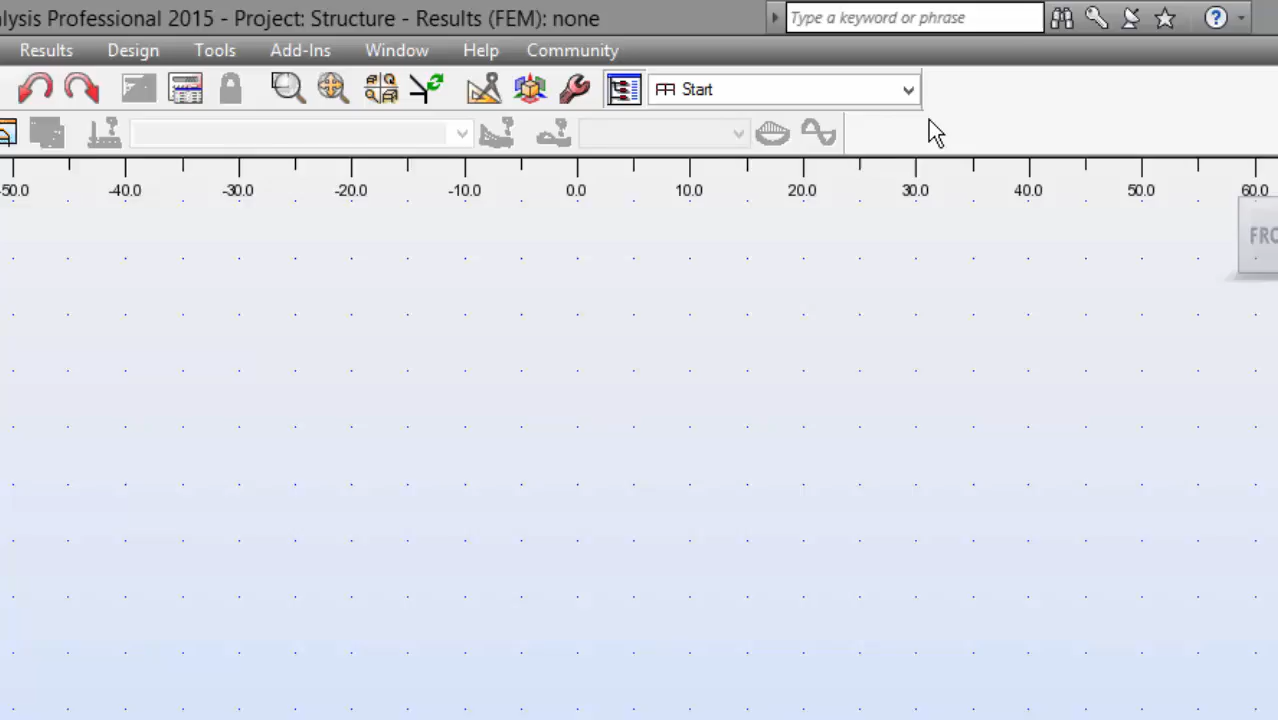 alysis Professional 2015 - Project: Structure - Results (FEM): none
Type a keyword or phrase
Results Design Tools Add-Ins Window Help Community
Start
-50.0 -40.0 -30.0 -20.0 -10.0 0.0 10.0 20.0 30.0 40.0 50.0 60.0
FRO